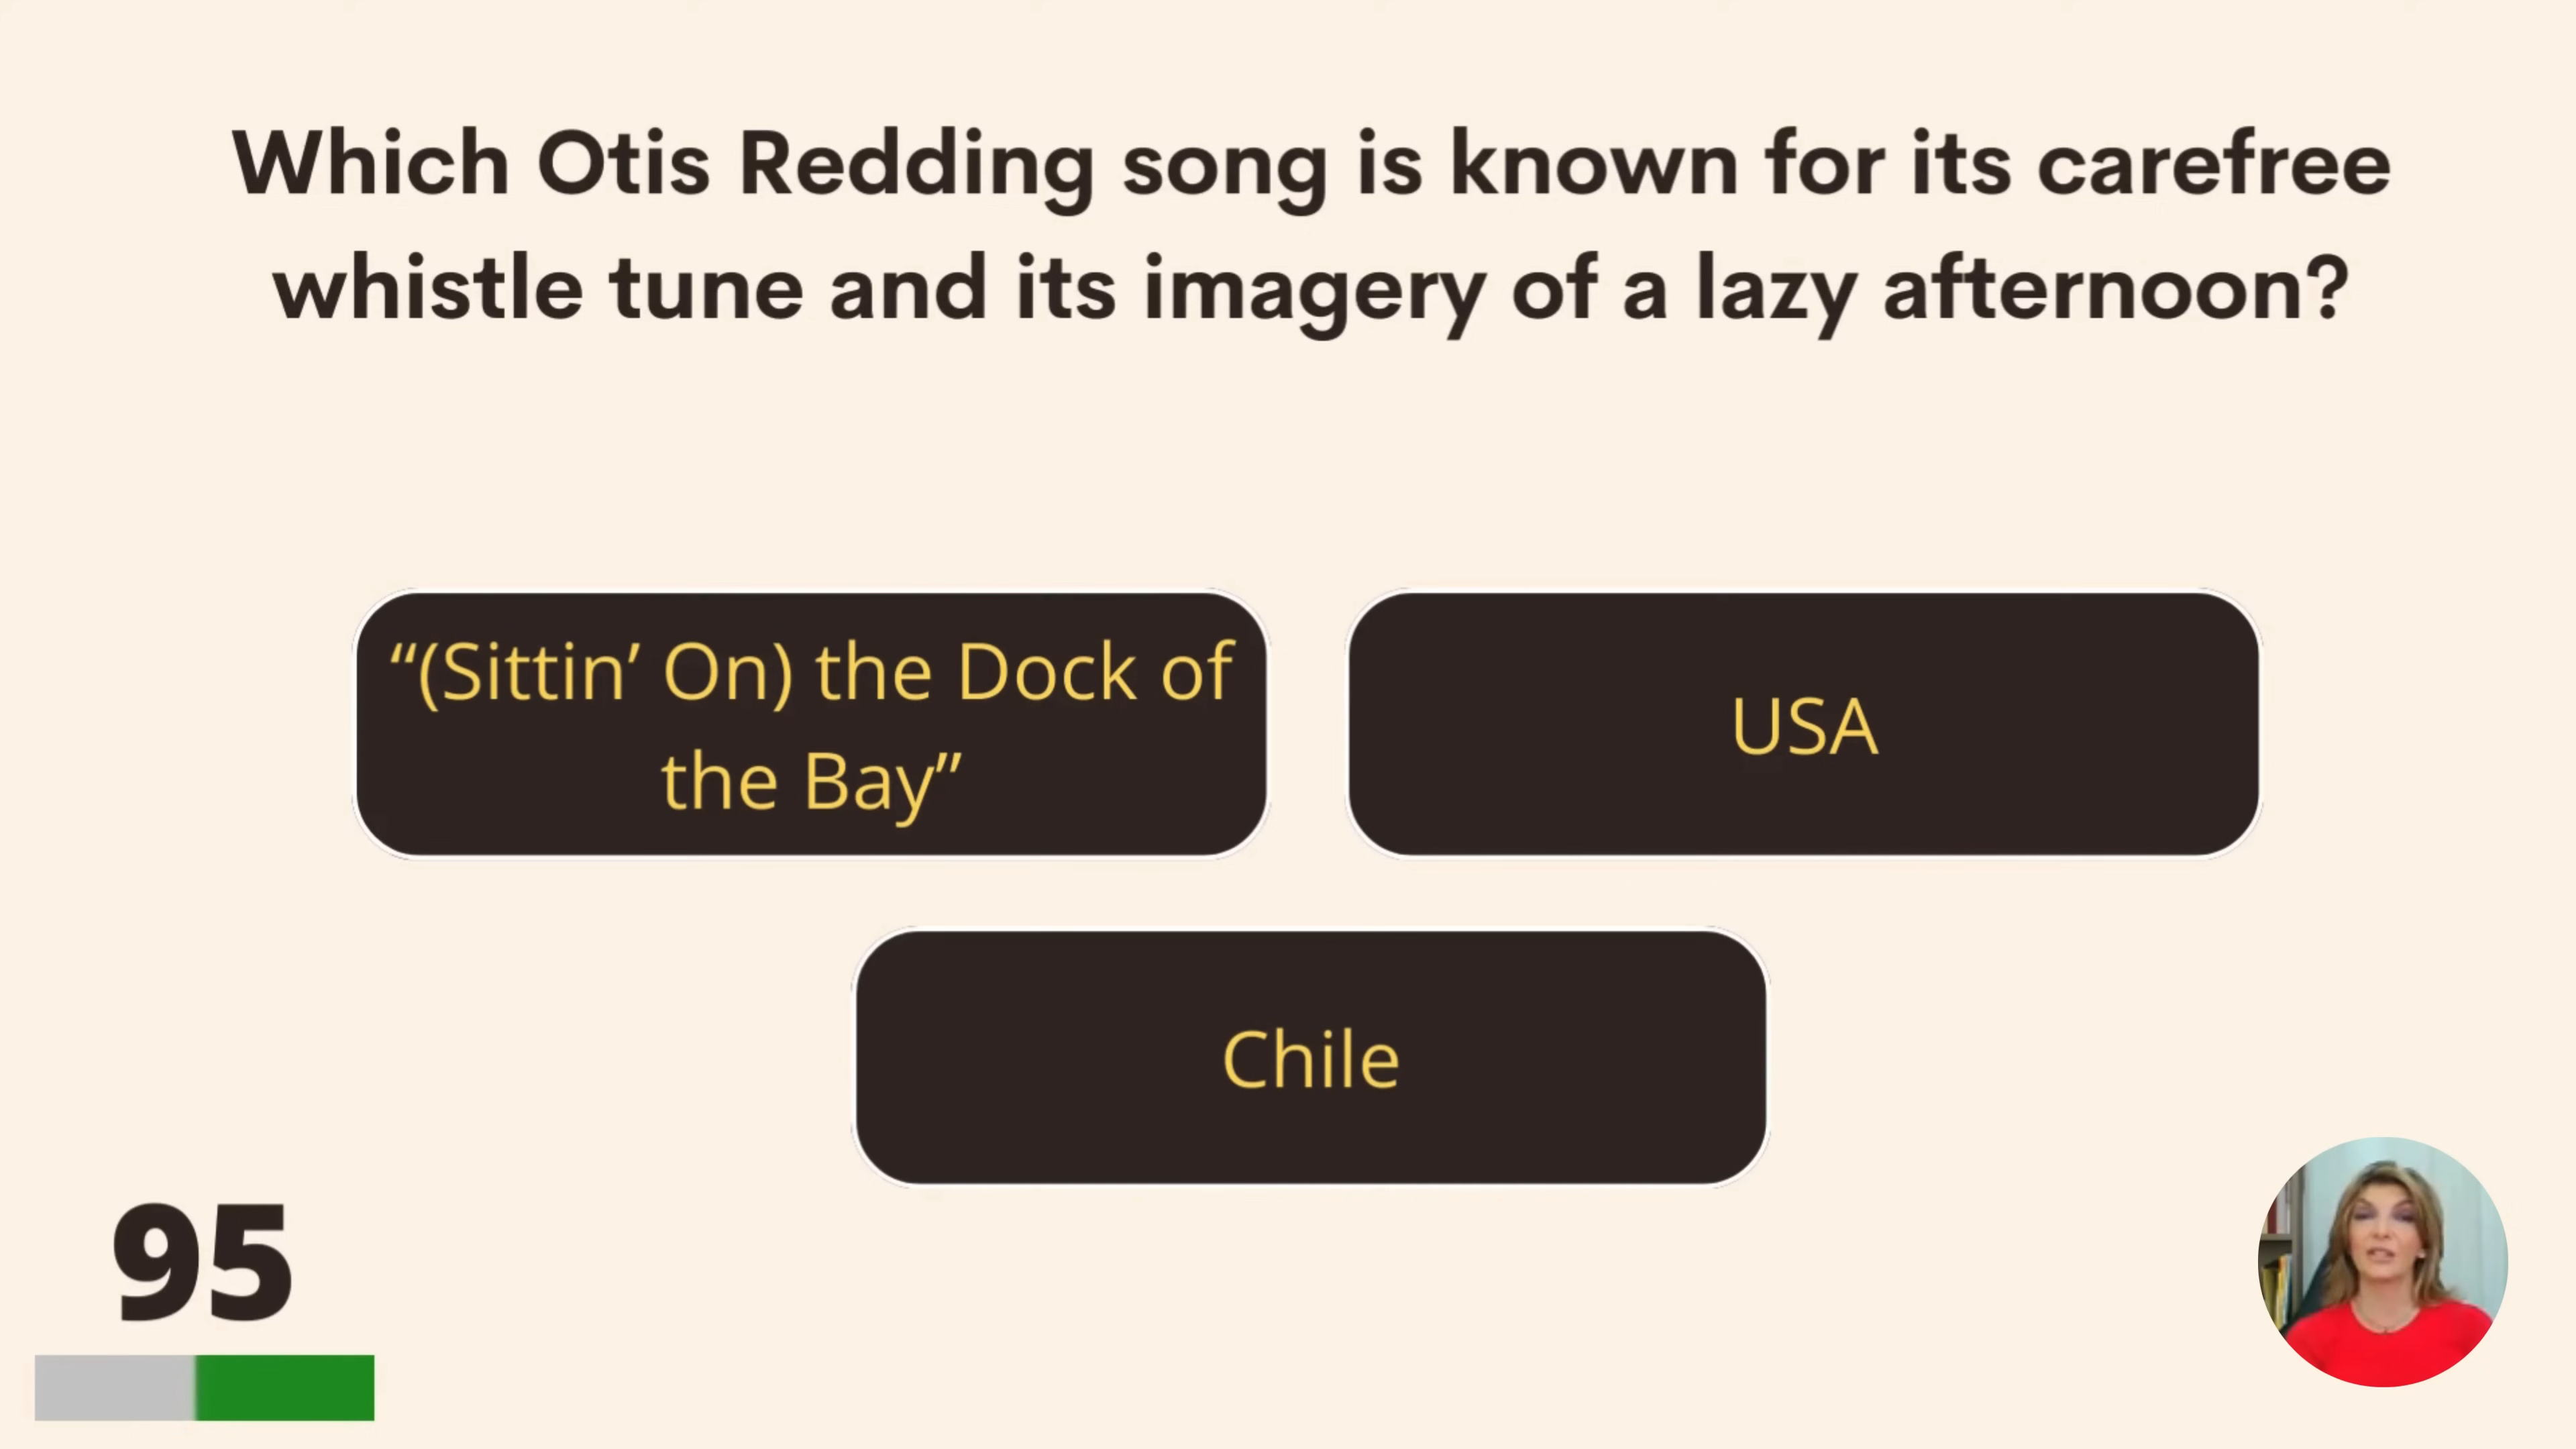 Which Otis Redding song is known for its carefree
whistle tune and its imagery of a lazy afternoon?
“(Sittin’ On) the Dock of
the Bay”
USA
Chile
95